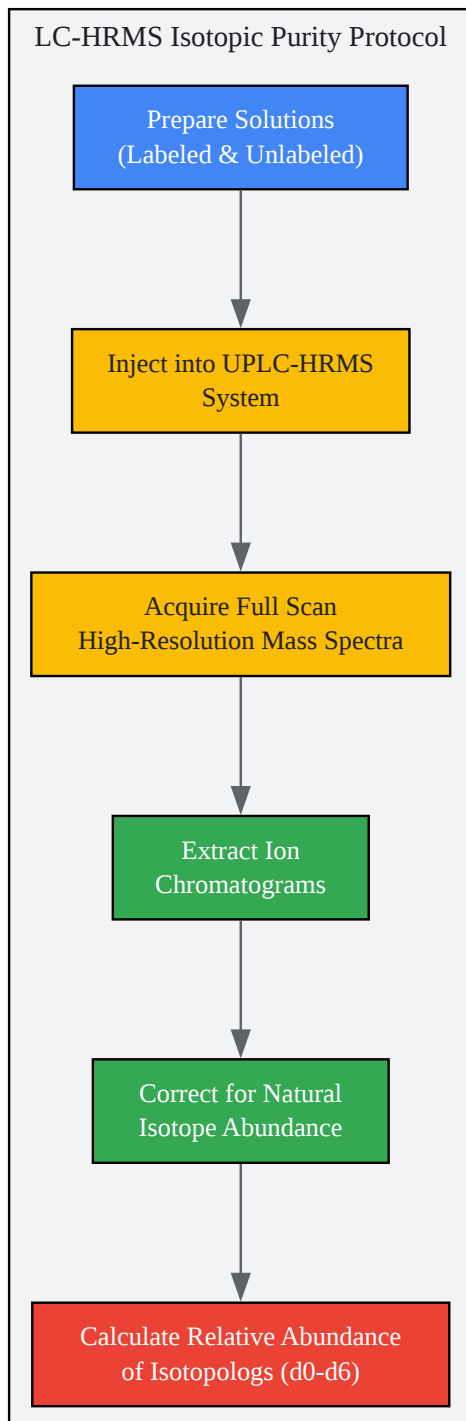 LC-HRMS Isotopic Purity Protocol
Prepare Solutions
(Labeled & Unlabeled)
Inject into UPLC-HRMS
System
Acquire Full Scan
High-Resolution Mass Spectra
Extract Ion
Chromatograms
Correct for Natural
Isotope Abundance
Calculate Relative Abundance
of Isotopologs (d0-d6)